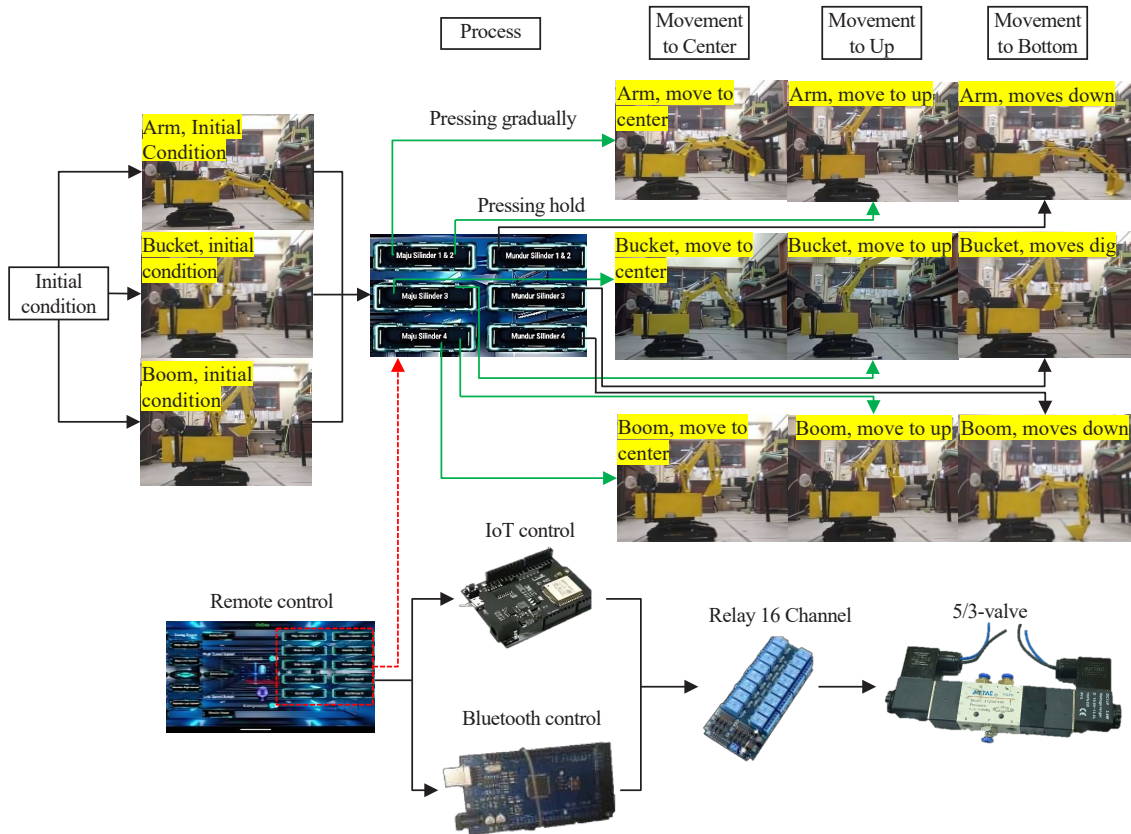 Process
Movement
to Center
Movement
to Up
Movement
to Bottom
Arm, Initial
Condition
Pressing gradually
Arm, move to
center
Arm, move to up
Arm, moves down
Pressing hold
Initial
condition
Bucket, initial
condition
Maju Silinder 1 & 2
Mundur Silinder 1 & 2
Maju Silinder 3
Mundur Silinder 3
Maju Silinder 4
Mundur Silinder 4
Bucket, move to
center
Bucket, move to up
Bucket, moves dig
Boom, initial
condition
Boom, move to
center
Boom, move to up
Boom, moves down
IoT control
Remote control
Relay 16 Channel
5/3-valve
Bluetooth control